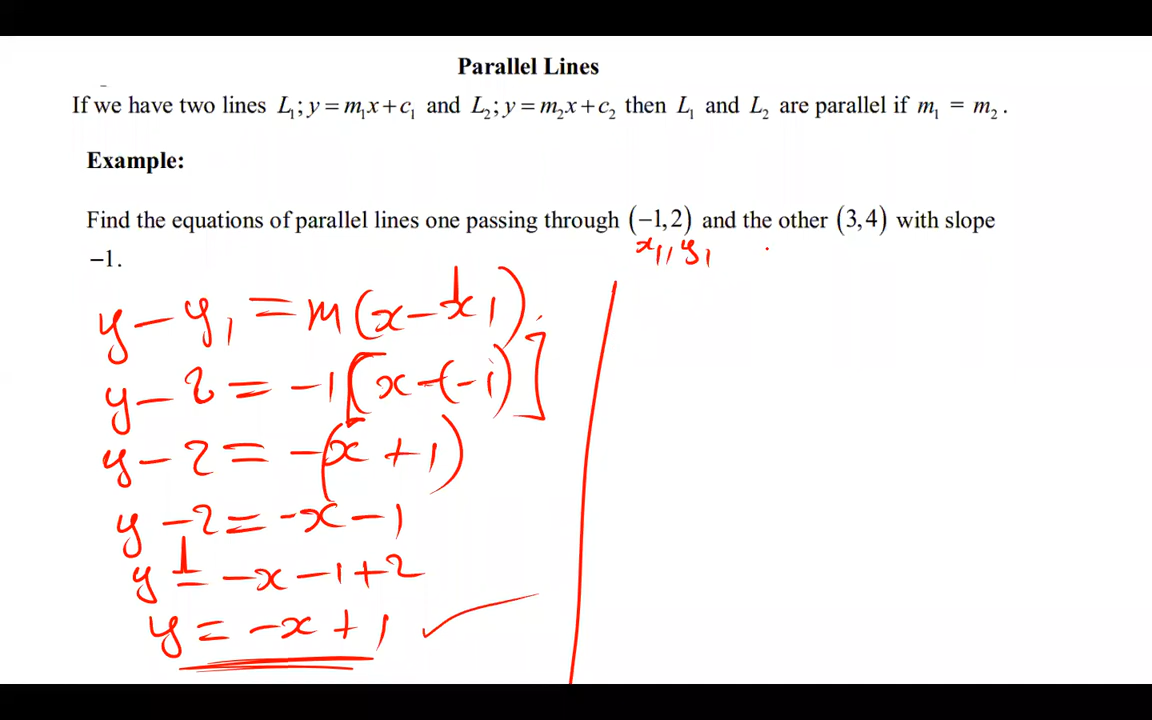 Parallel Lines
If we have two lines L₁; y = m₁x + c₁ and L₂; y = m₂x + c₂ then L₁ and L₂ are parallel if m₁ = m₂.
Example:
Find the equations of parallel lines one passing through (−1,2) and the other (3,4) with slope
−1.
x₁, y₁
y − y₁ = m(x − x₁)
y − 2 = −1[x −(−1)]
y − 2 = −(x + 1)
y − 2 = −x − 1
y = −x − 1 + 2
y = −x + 1